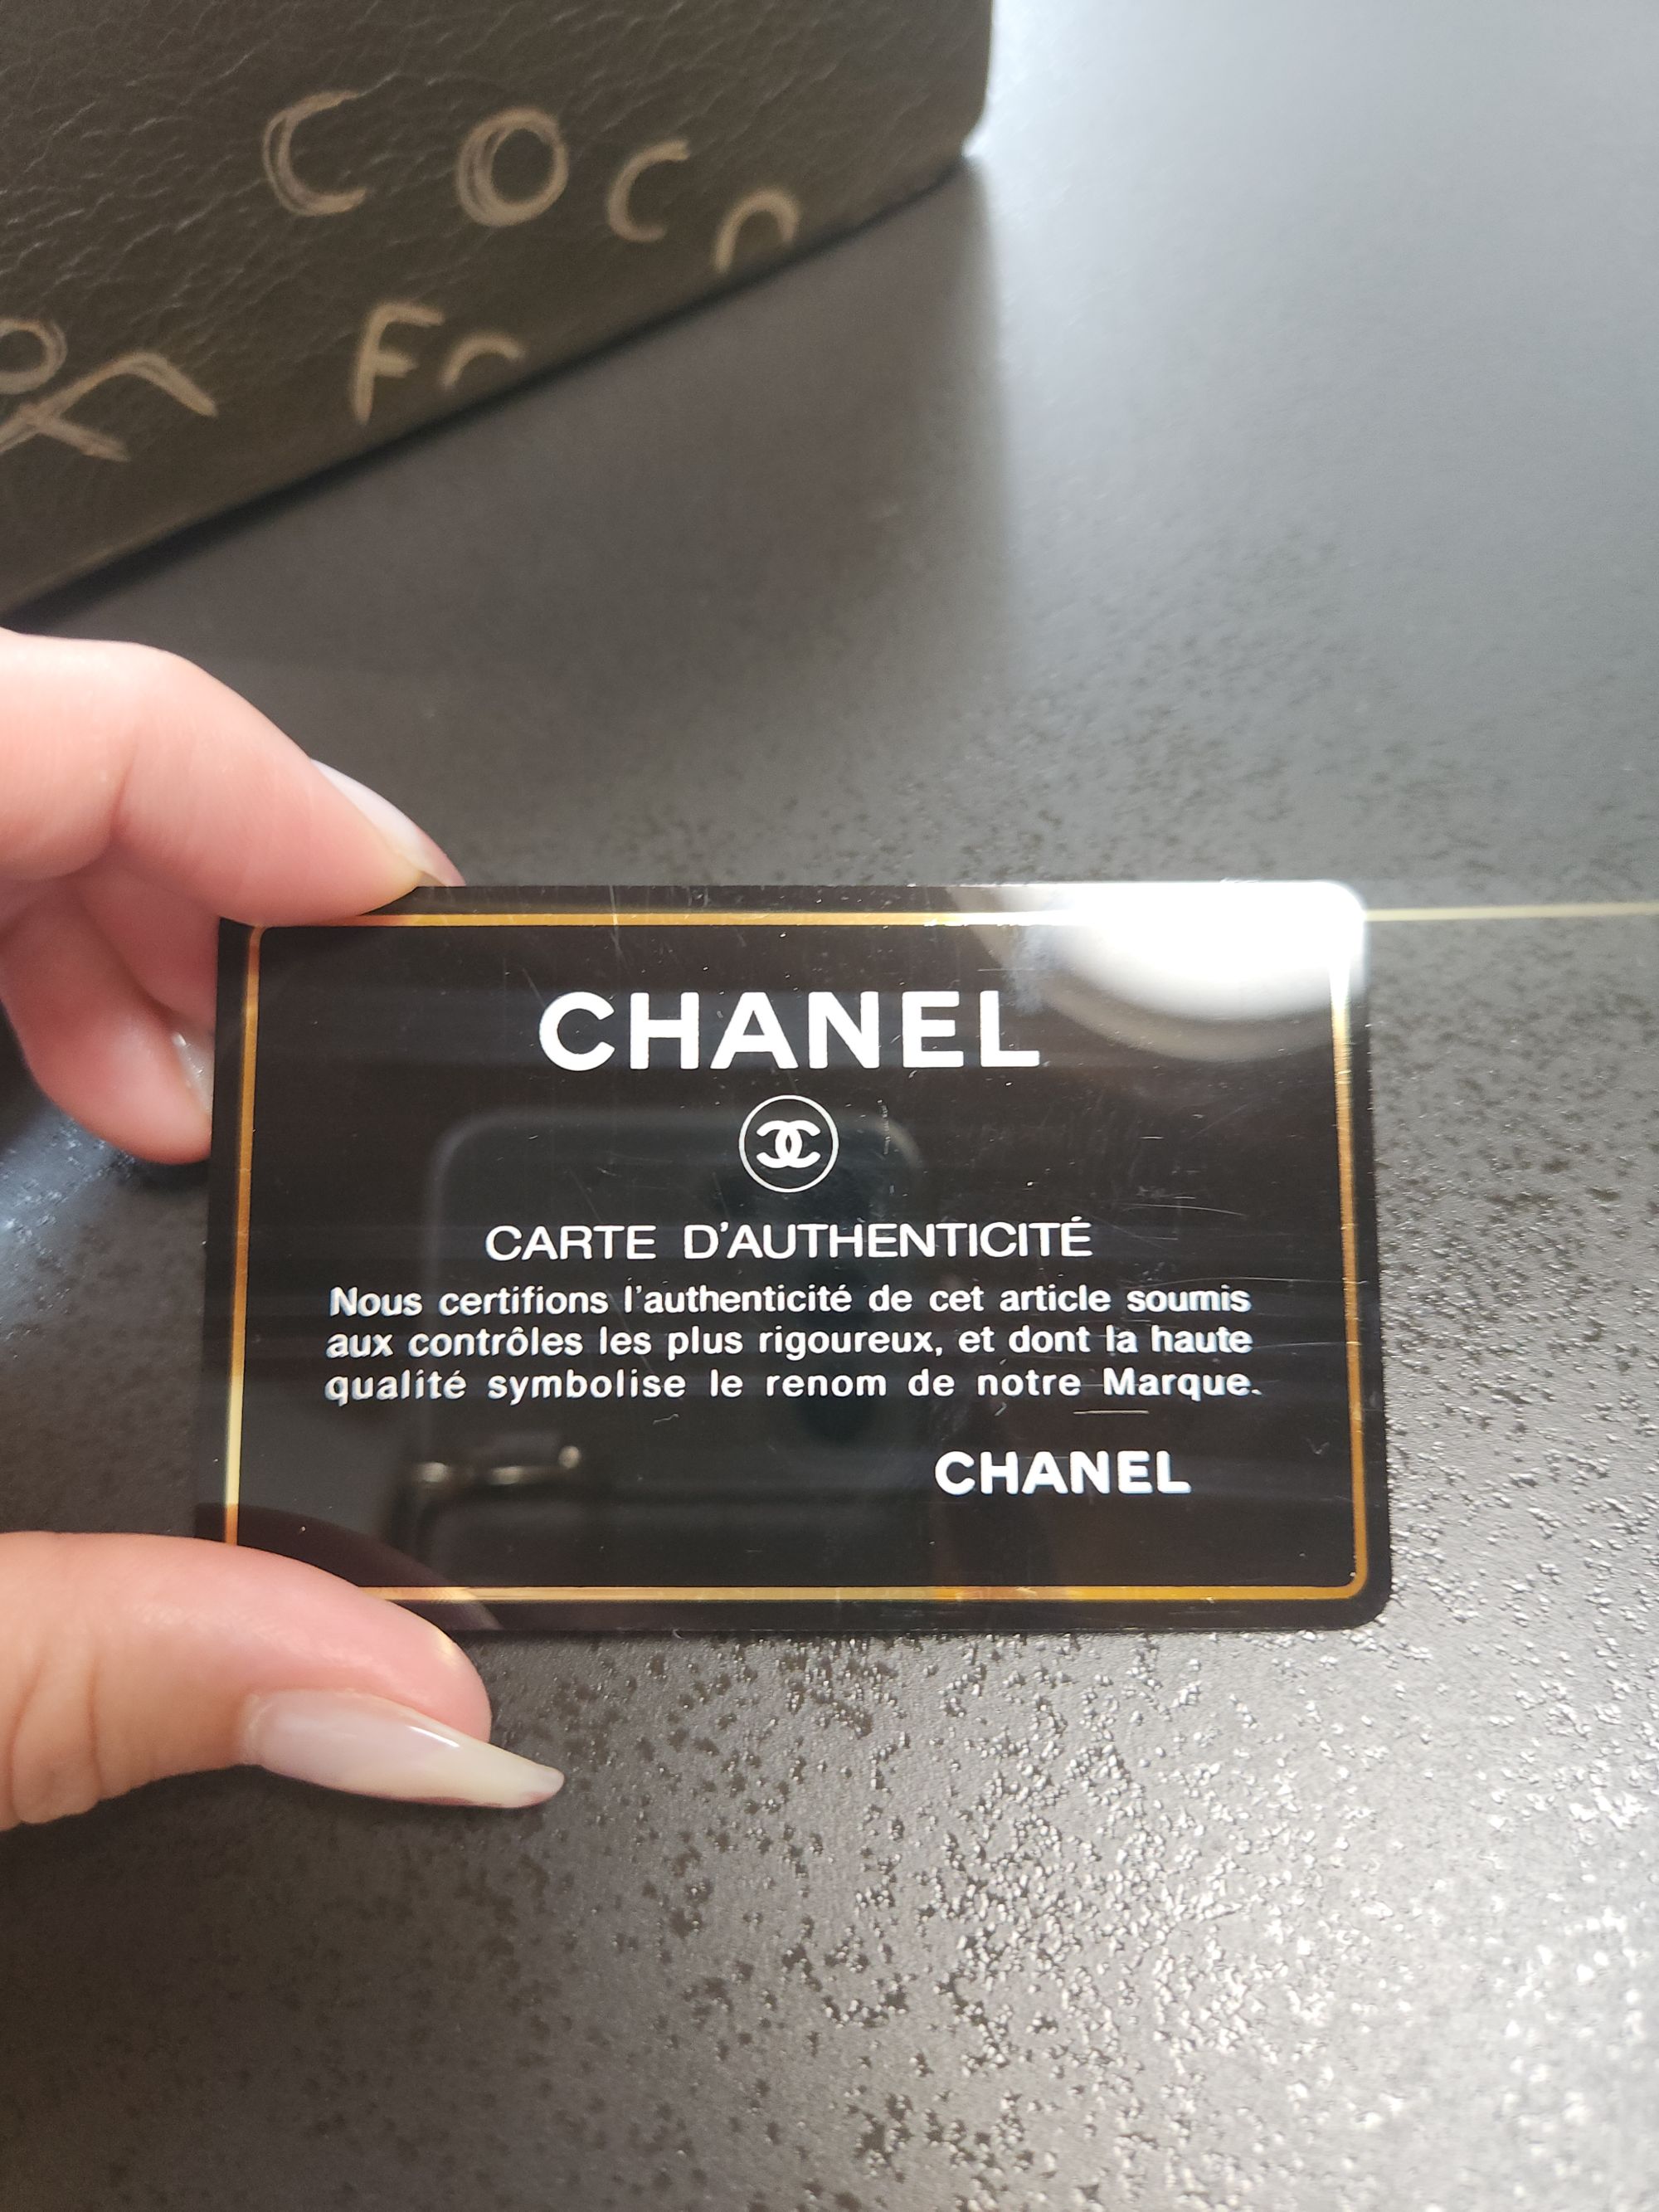 COCO
CHANEL
CARTE D'AUTHENTICITÉ
Nous certifions l'authenticité de cet article soumis
aux contrôles les plus rigoureux, et dont la haute
qualité symbolise le renom de notre Marque.
CHANEL